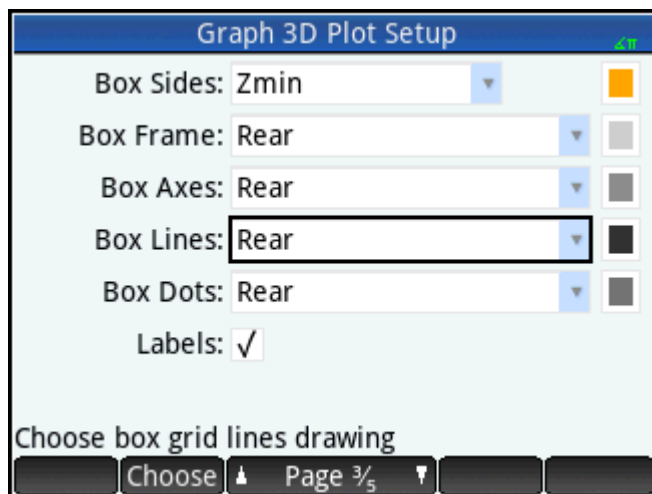 Graph 3D Plot Setup
∡π
Box Sides: Zmin
Box Frame: Rear
Box Axes: Rear
Box Lines: Rear
Box Dots: Rear
Labels: √
Choose box grid lines drawing
Choose Page ³⁄₅